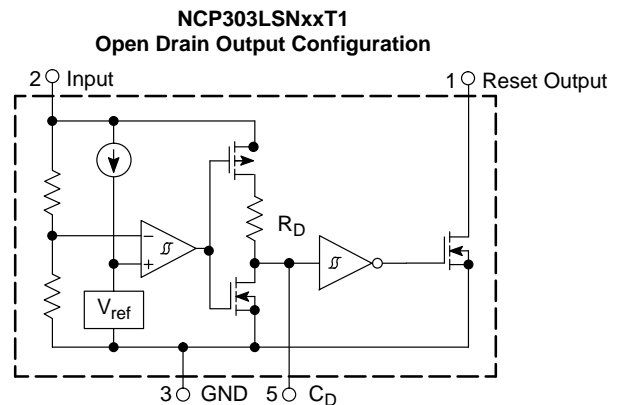 NCP303LSNxxT1
Open Drain Output Configuration
2 Input
1 Reset Output
R_D
−
+
V_ref
3 GND
5 C_D